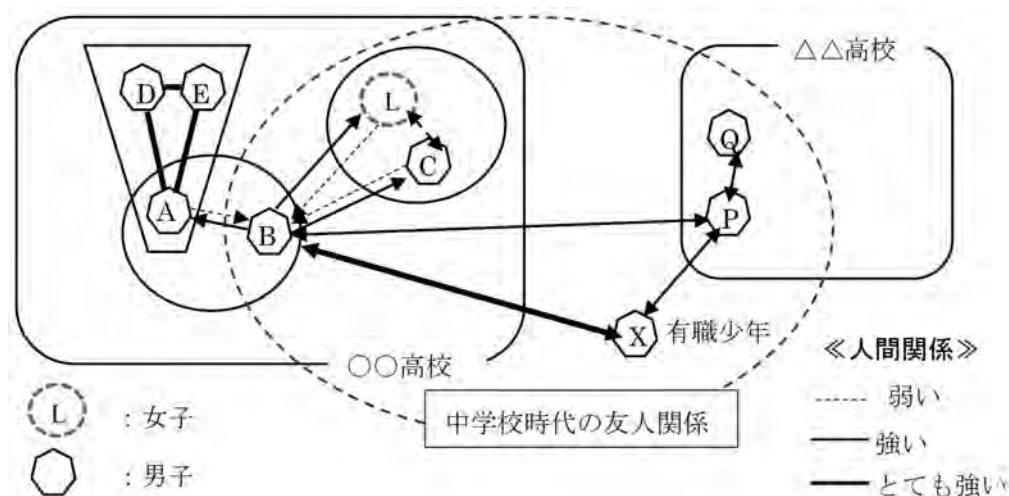 △△高校
D
E
L
C
A
B
Q
P
X
有職少年
○○高校
中学校時代の友人関係
L
:女子
:男子
≪人間関係≫
弱い
強い
とても強い